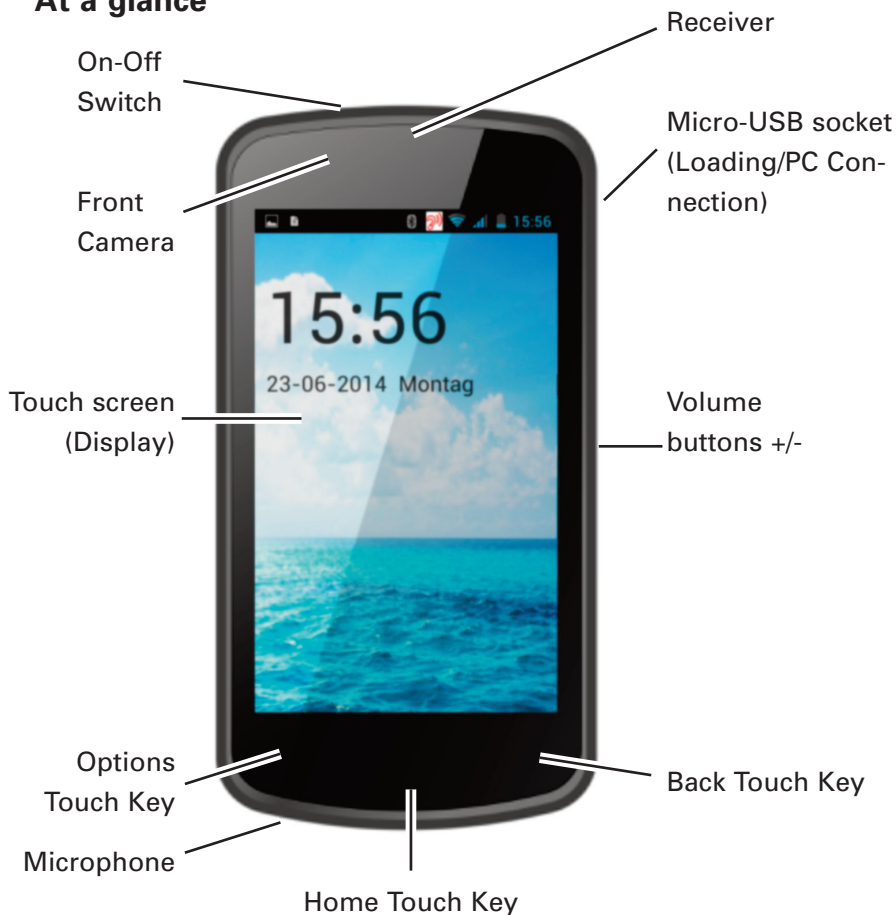 At a glance
Receiver
On-Off
Switch
Micro-USB socket
(Loading/PC Con-
nection)
Front
Camera
15:56
15:56
23-06-2014 Montag
Touch screen
(Display)
Volume
buttons +/-
Options
Touch Key
Back Touch Key
Microphone
Home Touch Key